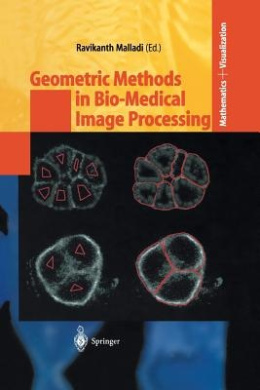 Ravikanth Malladi (Ed.)
Geometric Methods
in Bio-Medical
Image Processing
Mathematics + Visualization
Springer